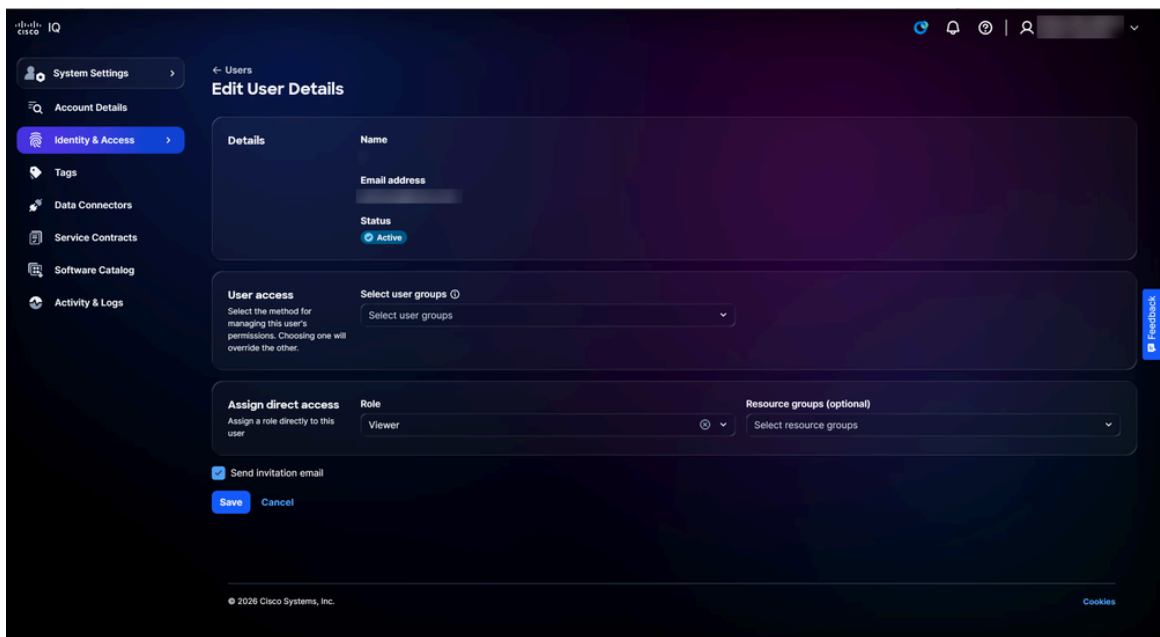 CISCO IQ
System Settings
← Users
Edit User Details
Account Details
Identity & Access
Tags
Data Connectors
Service Contracts
Software Catalog
Activity & Logs
Details
Name
Email address
Status
Active
User access
Select the method for
managing this user's
permissions. Choosing one will
override the other.
Select user groups
Select user groups
Assign direct access
Assign a role directly to this
user
Role
Viewer
Resource groups (optional)
Select resource groups
Send invitation email
Save Cancel
Feedback
© 2026 Cisco Systems, Inc.
Cookies